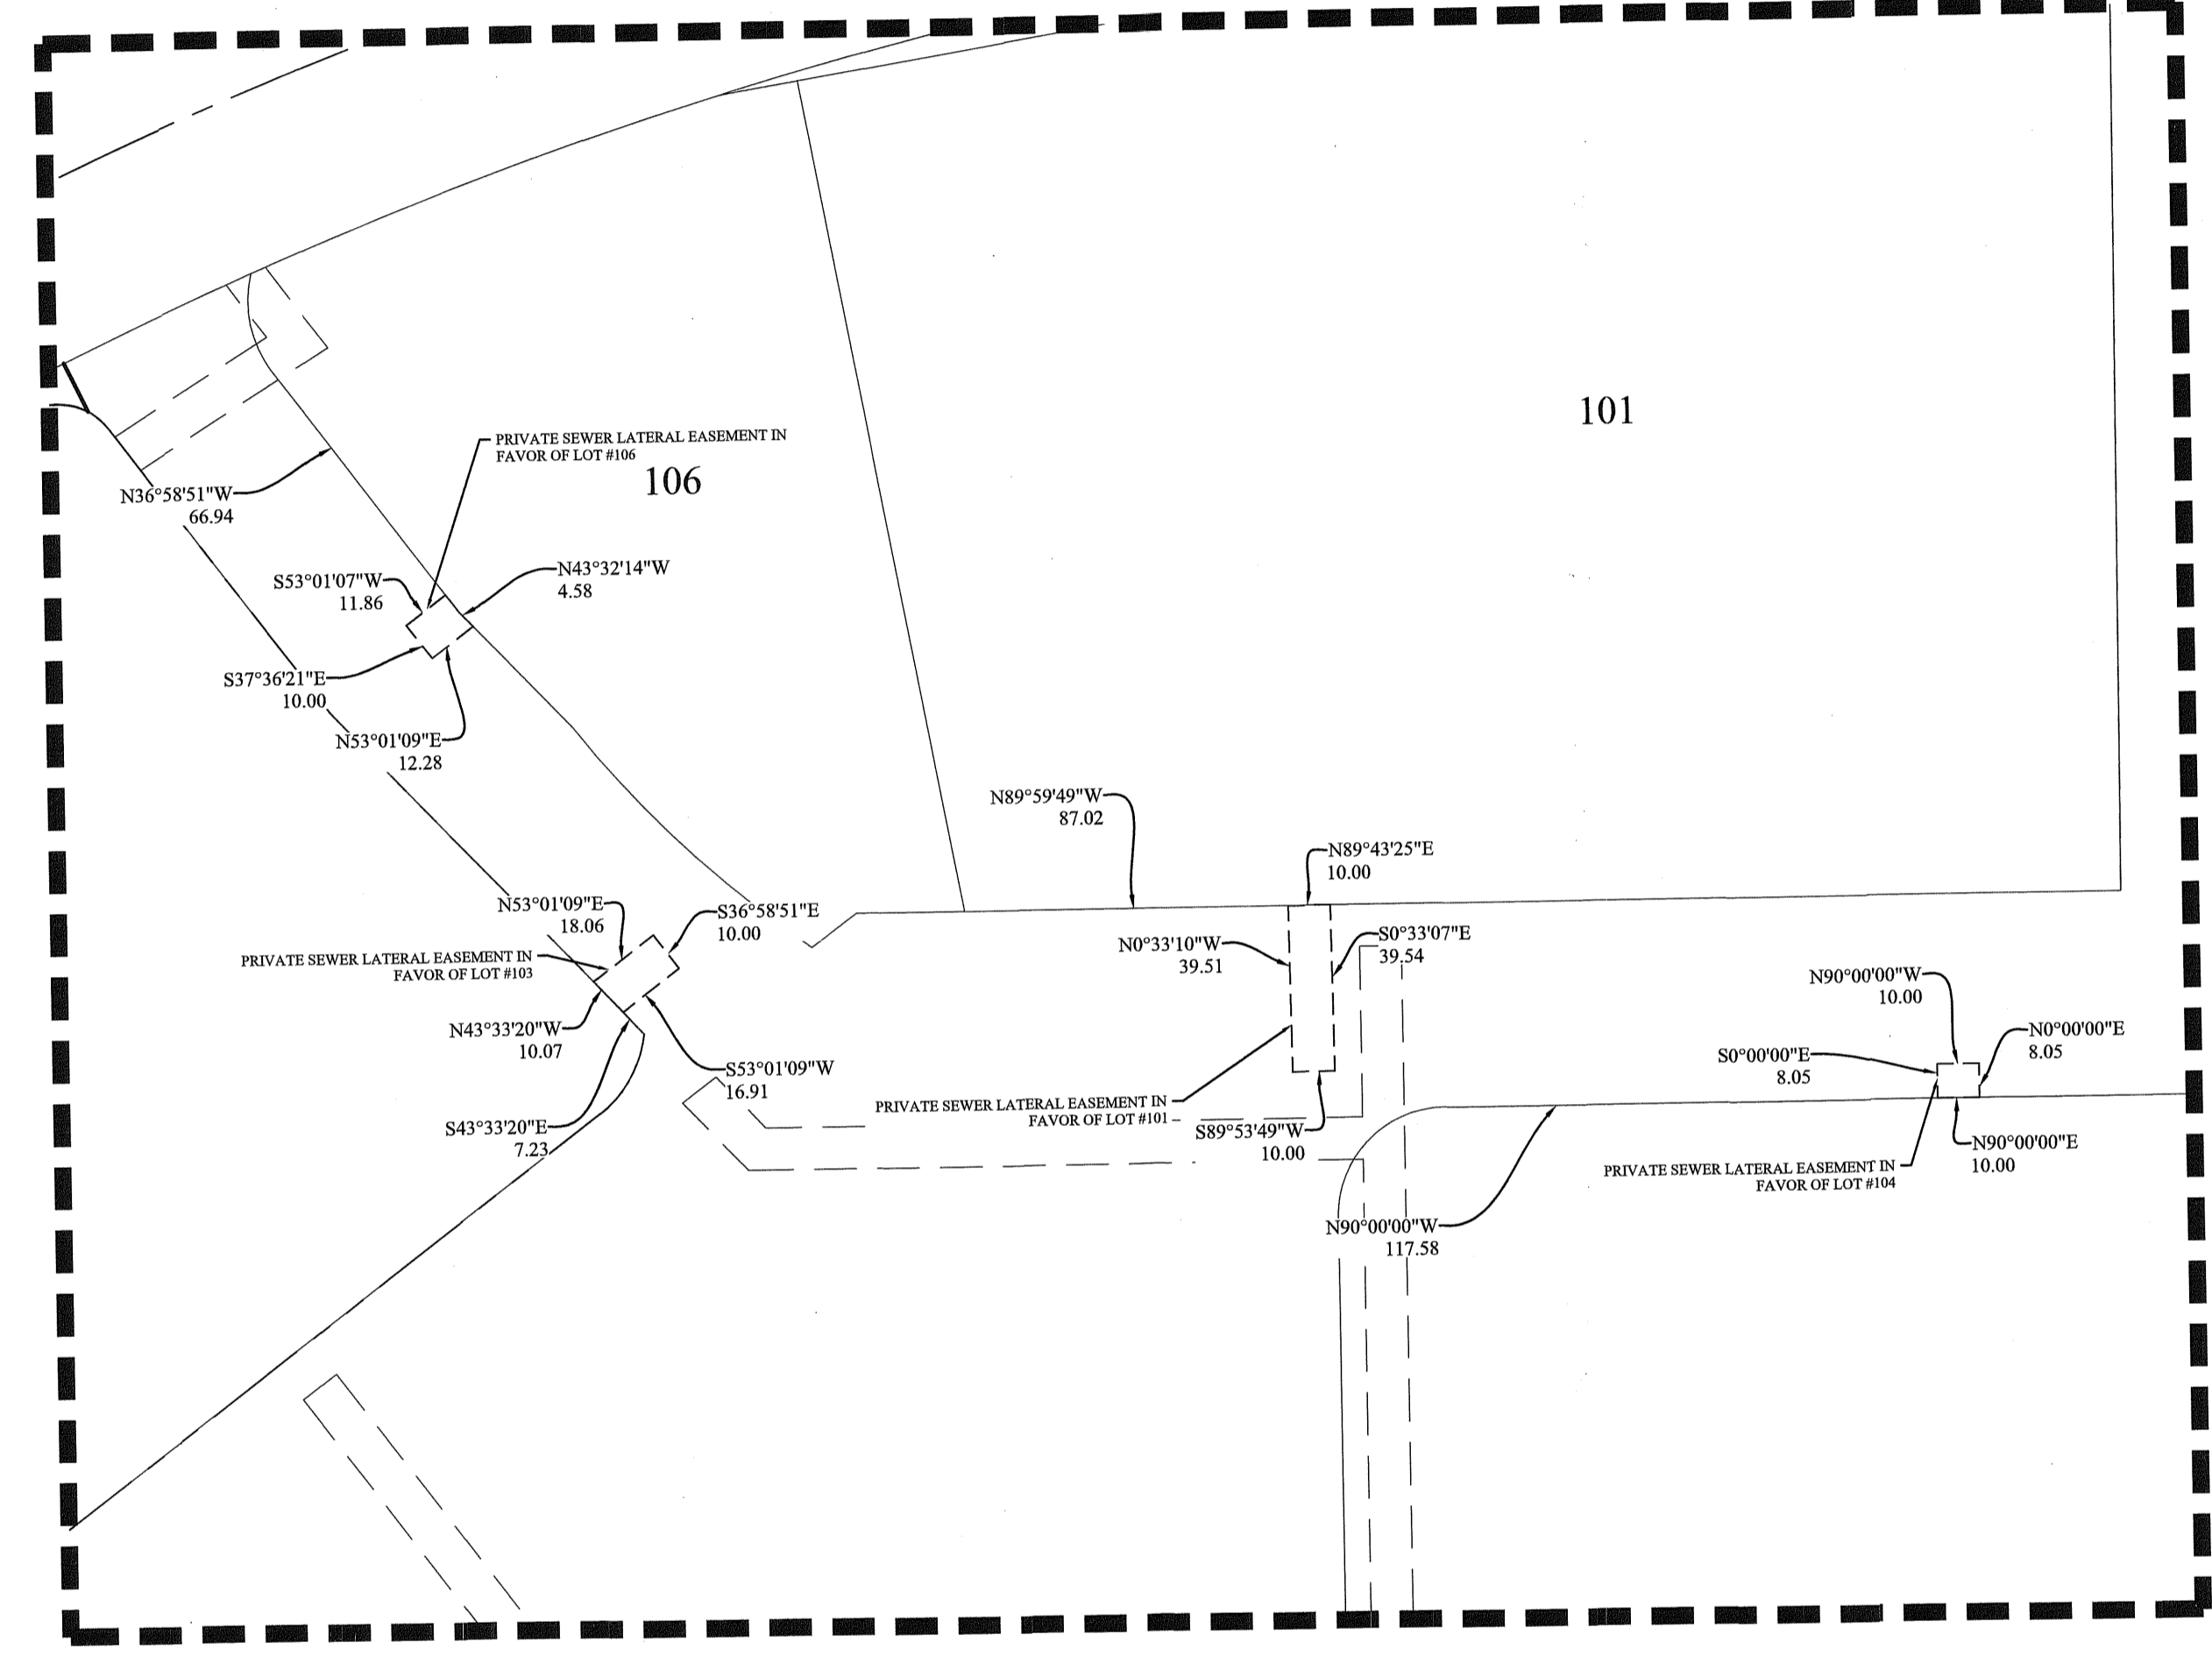 101
PRIVATE SEWER LATERAL EASEMENT IN
FAVOR OF LOT #106
106
N36°58'51"W
66.94
S53°01'07"W
11.86
N43°32'14"W
4.58
S37°36'21"E
10.00
N53°01'09"E
12.28
N89°59'49"W
87.02
N89°43'25"E
10.00
N53°01'09"E
18.06
S36°58'51"E
10.00
PRIVATE SEWER LATERAL EASEMENT IN
FAVOR OF LOT #103
N0°33'10"W
39.51
S0°33'07"E
39.54
N90°00'00"W
10.00
N43°33'20"W
10.07
N0°00'00"E
8.05
S0°00'00"E
8.05
S53°01'09"W
16.91
PRIVATE SEWER LATERAL EASEMENT IN
FAVOR OF LOT #101
S43°33'20"E
7.23
S89°53'49"W
10.00
N90°00'00"E
10.00
PRIVATE SEWER LATERAL EASEMENT IN
FAVOR OF LOT #104
N90°00'00"W
117.58